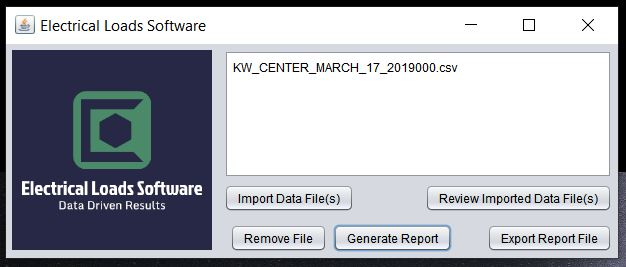 Electrical Loads Software
KW_CENTER_MARCH_17_2019000.csv
Electrical Loads Software
Data Driven Results
Import Data File(s)
Review Imported Data File(s)
Remove File
Generate Report
Export Report File